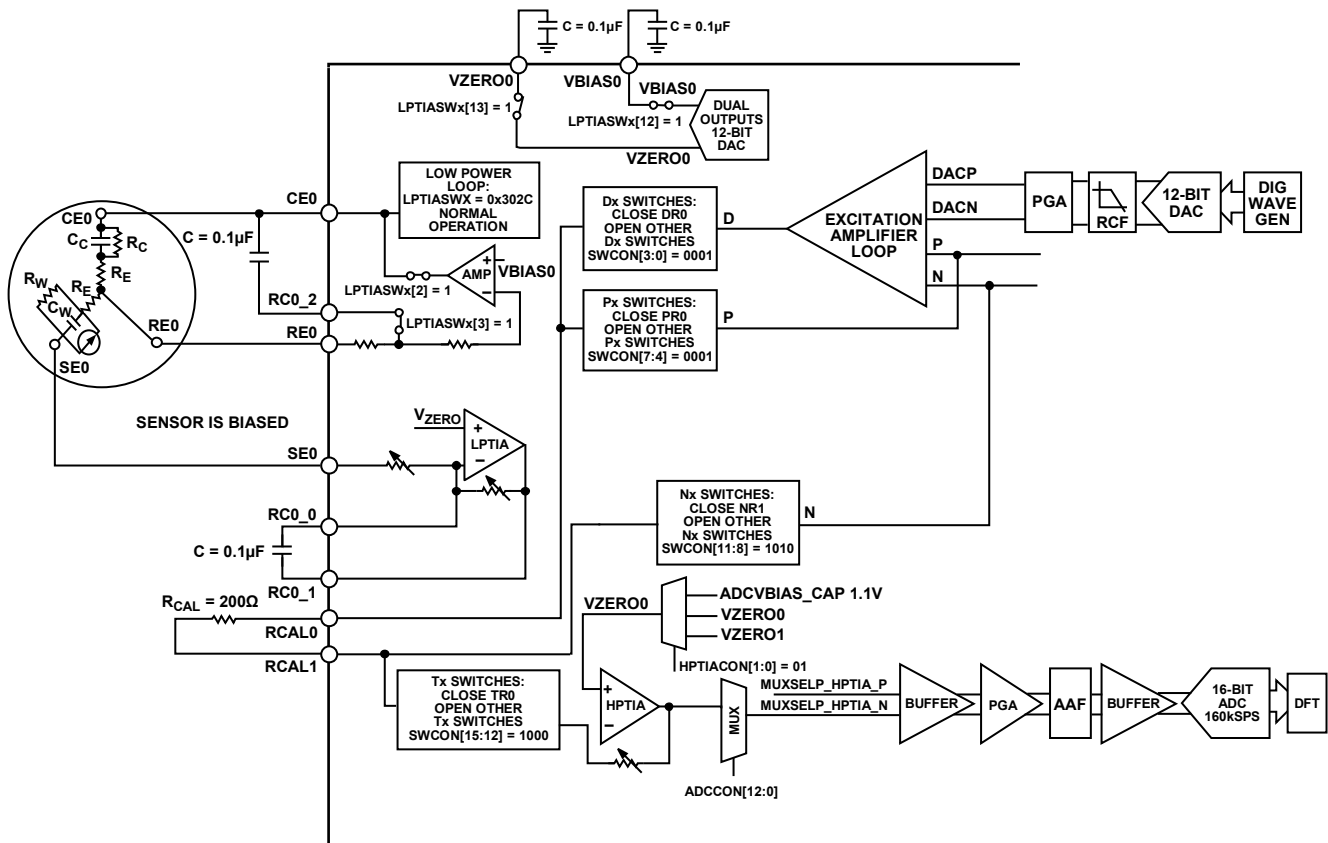 C = 0.1µF
C = 0.1µF
VZERO0
VBIAS0
VBIAS0
LPTIASWx[13] = 1
LPTIASWx[12] = 1
DUAL
OUTPUTS
12-BIT
DAC
VZERO0
LOW POWER
LOOP:
LPTIASWX = 0x302C
NORMAL
OPERATION
CE0
CE0
C = 0.1µF
CC
RC
RE
RW
RE
CW
RE0
SE0
AMP
+
−
VBIAS0
LPTIASWx[2] = 1
RC0_2
LPTIASWx[3] = 1
RE0
Dx SWITCHES:
CLOSE DR0
OPEN OTHER
Dx SWITCHES
SWCON[3:0] = 0001
D
EXCITATION
AMPLIFIER
LOOP
DACP
DACN
P
N
PGA
RCF
12-BIT
DAC
DIG
WAVE
GEN
Px SWITCHES:
CLOSE PR0
OPEN OTHER
Px SWITCHES
SWCON[7:4] = 0001
P
SENSOR IS BIASED
VZERO
+
LPTIA
−
SE0
RC0_0
C = 0.1µF
RC0_1
Nx SWITCHES:
CLOSE NR1
OPEN OTHER
Nx SWITCHES
SWCON[11:8] = 1010
N
RCAL = 200Ω
RCAL0
RCAL1
VZERO0
ADCVBIAS_CAP 1.1V
VZERO0
VZERO1
HPTIACON[1:0] = 01
Tx SWITCHES:
CLOSE TR0
OPEN OTHER
Tx SWITCHES
SWCON[15:12] = 1000
+
HPTIA
−
MUX
MUXSELP_HPTIA_P
MUXSELP_HPTIA_N
ADCCON[12:0]
BUFFER
PGA
AAF
BUFFER
16-BIT
ADC
160kSPS
DFT